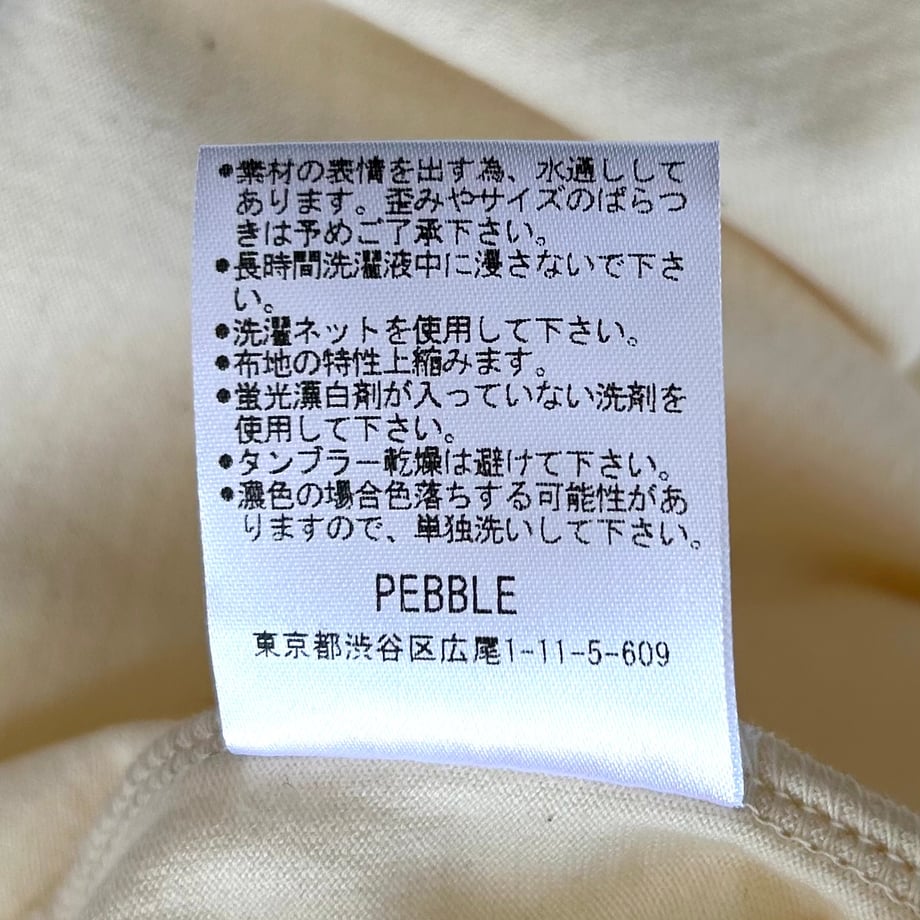 •素材の表情を出す為、水通ししてあ
ります。歪みやサイズのばらつ
きは予めご了承下さい。
•長時間洗濯液中に浸さないで下さ
い。
•洗濯ネットを使用して下さい。
•布地の特性上縮みます。
•蛍光漂白剤が入っていない洗剤を
使用して下さい。
•タンブラー乾燥は避けて下さい。
•濃色の場合色落ちする可能性があ
りますので、単独洗いして下さい。
PEBBLE
東京都渋谷区広尾1-11-5-609